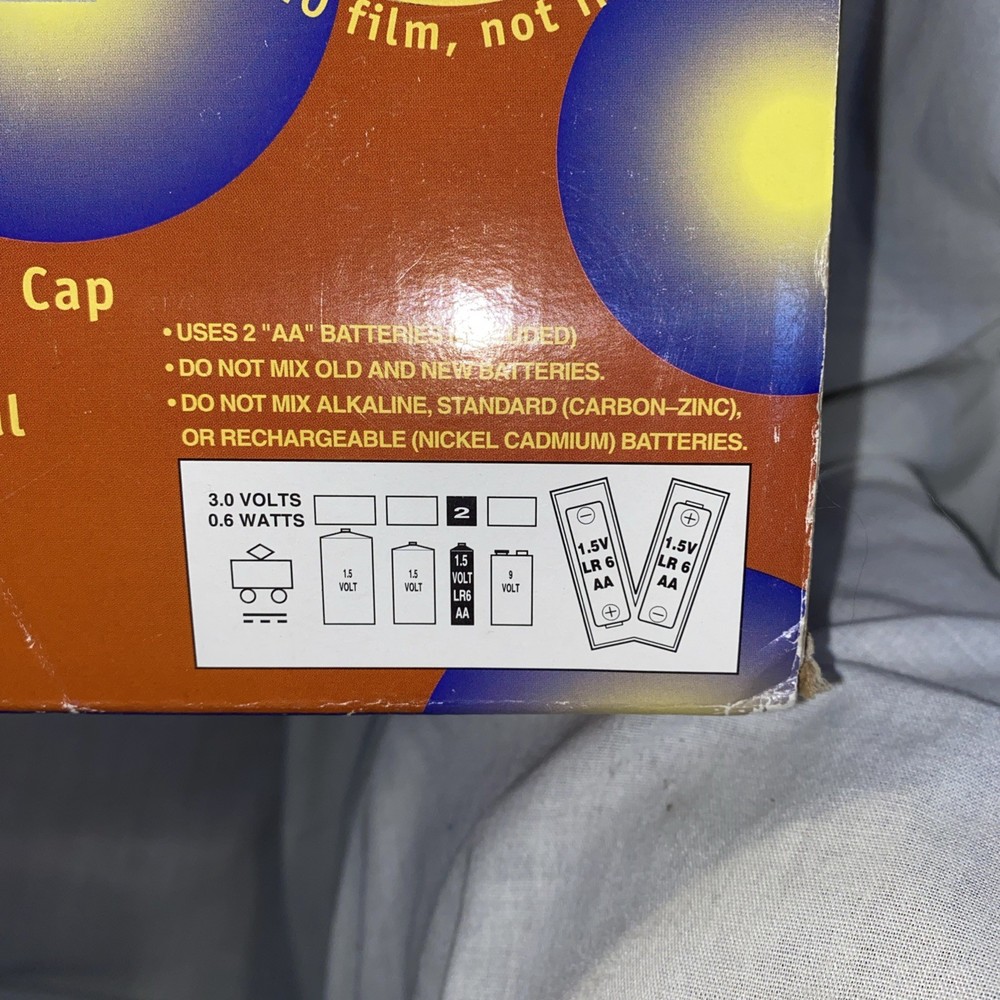 film, not
Cap
• USES 2 "AA" BATTERIES
• DO NOT MIX OLD AND NEW BATTERIES.
• DO NOT MIX ALKALINE, STANDARD (CARBON–ZINC),
OR RECHARGEABLE (NICKEL CADMIUM) BATTERIES.
3.0 VOLTS
0.6 WATTS
2
1.5
VOLT
1.5
VOLT
1.5
VOLT
LR6
AA
9
VOLT
1.5V
LR 6
AA
1.5V
LR 6
AA